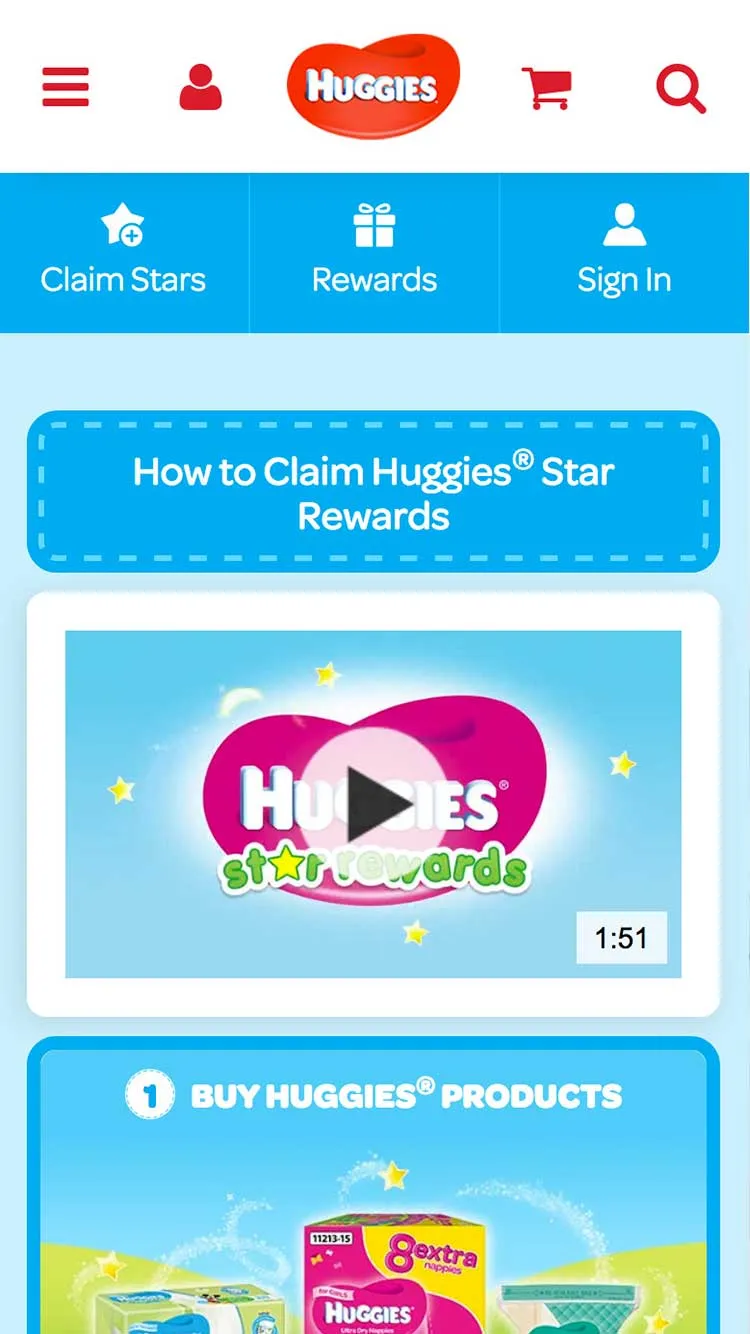 HUGGIES
Claim Stars
Rewards
Sign In
How to Claim Huggies® Star
Rewards
HUGGIES®
star rewards
1:51
1 BUY HUGGIES® PRODUCTS
11213-15
8 extra
nappies
for GIRLS
HUGGIES
Ultra Dry Nappies